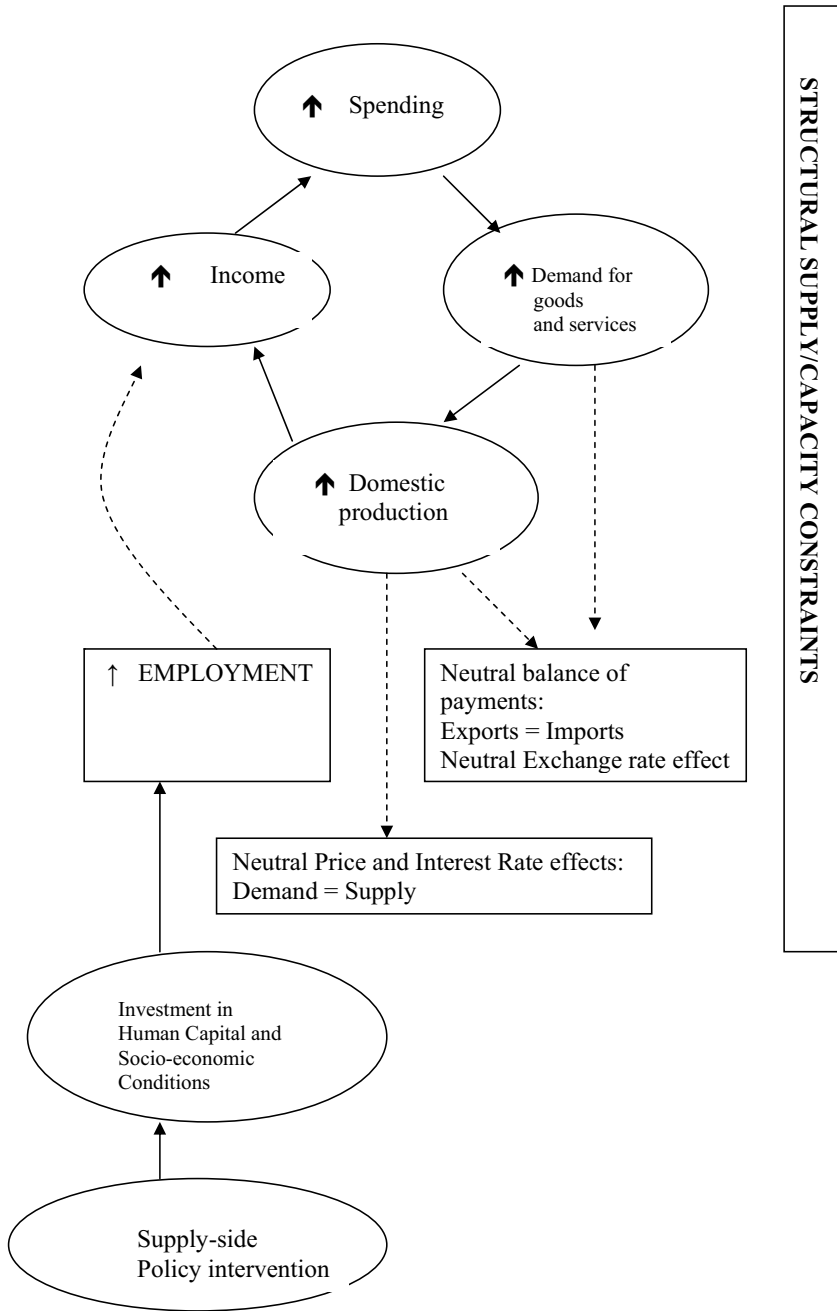 ↑ Spending
↑ Income
↑ Demand for
goods
and services
↑ Domestic
production
↑ EMPLOYMENT
Neutral balance of
payments:
Exports = Imports
Neutral Exchange rate effect
Neutral Price and Interest Rate effects:
Demand = Supply
Investment in
Human Capital and
Socio-economic
Conditions
Supply-side
Policy intervention
STRUCTURAL SUPPLY/CAPACITY CONSTRAINTS